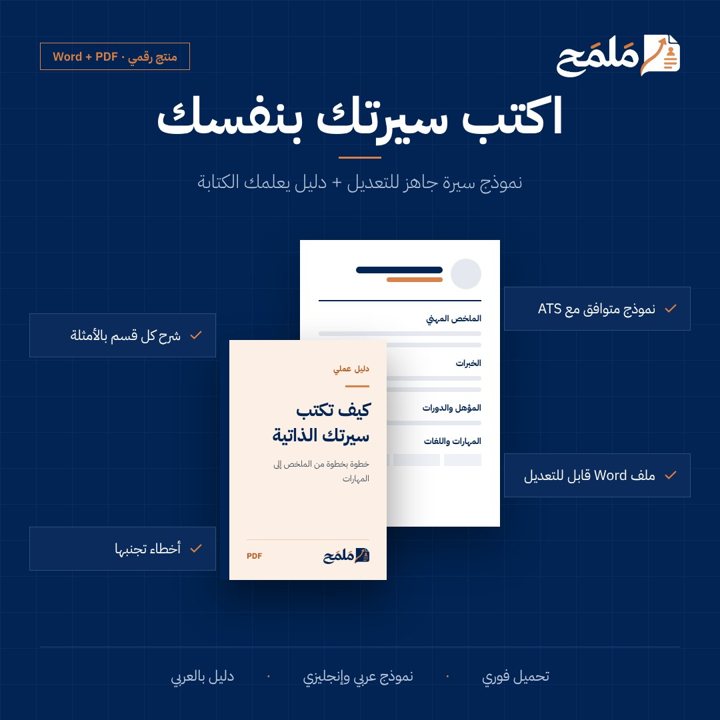 مَلمَح
منتج رقمي · Word + PDF
اكتب سيرتك بنفسك
نموذج سيرة جاهز للتعديل + دليل يعلمك الكتابة
نموذج متوافق مع ATS
شرح كل قسم بالأمثلة
الملخص المهني
الخبرات
المؤهل والدورات
المهارات واللغات
دليل عملي
كيف تكتب
سيرتك الذاتية
خطوة بخطوة من الملخص إلى
المهارات
مَلمَح
PDF
ملف Word قابل للتعديل
أخطاء تجنبها
تحميل فوري · نموذج عربي وإنجليزي · دليل بالعربي